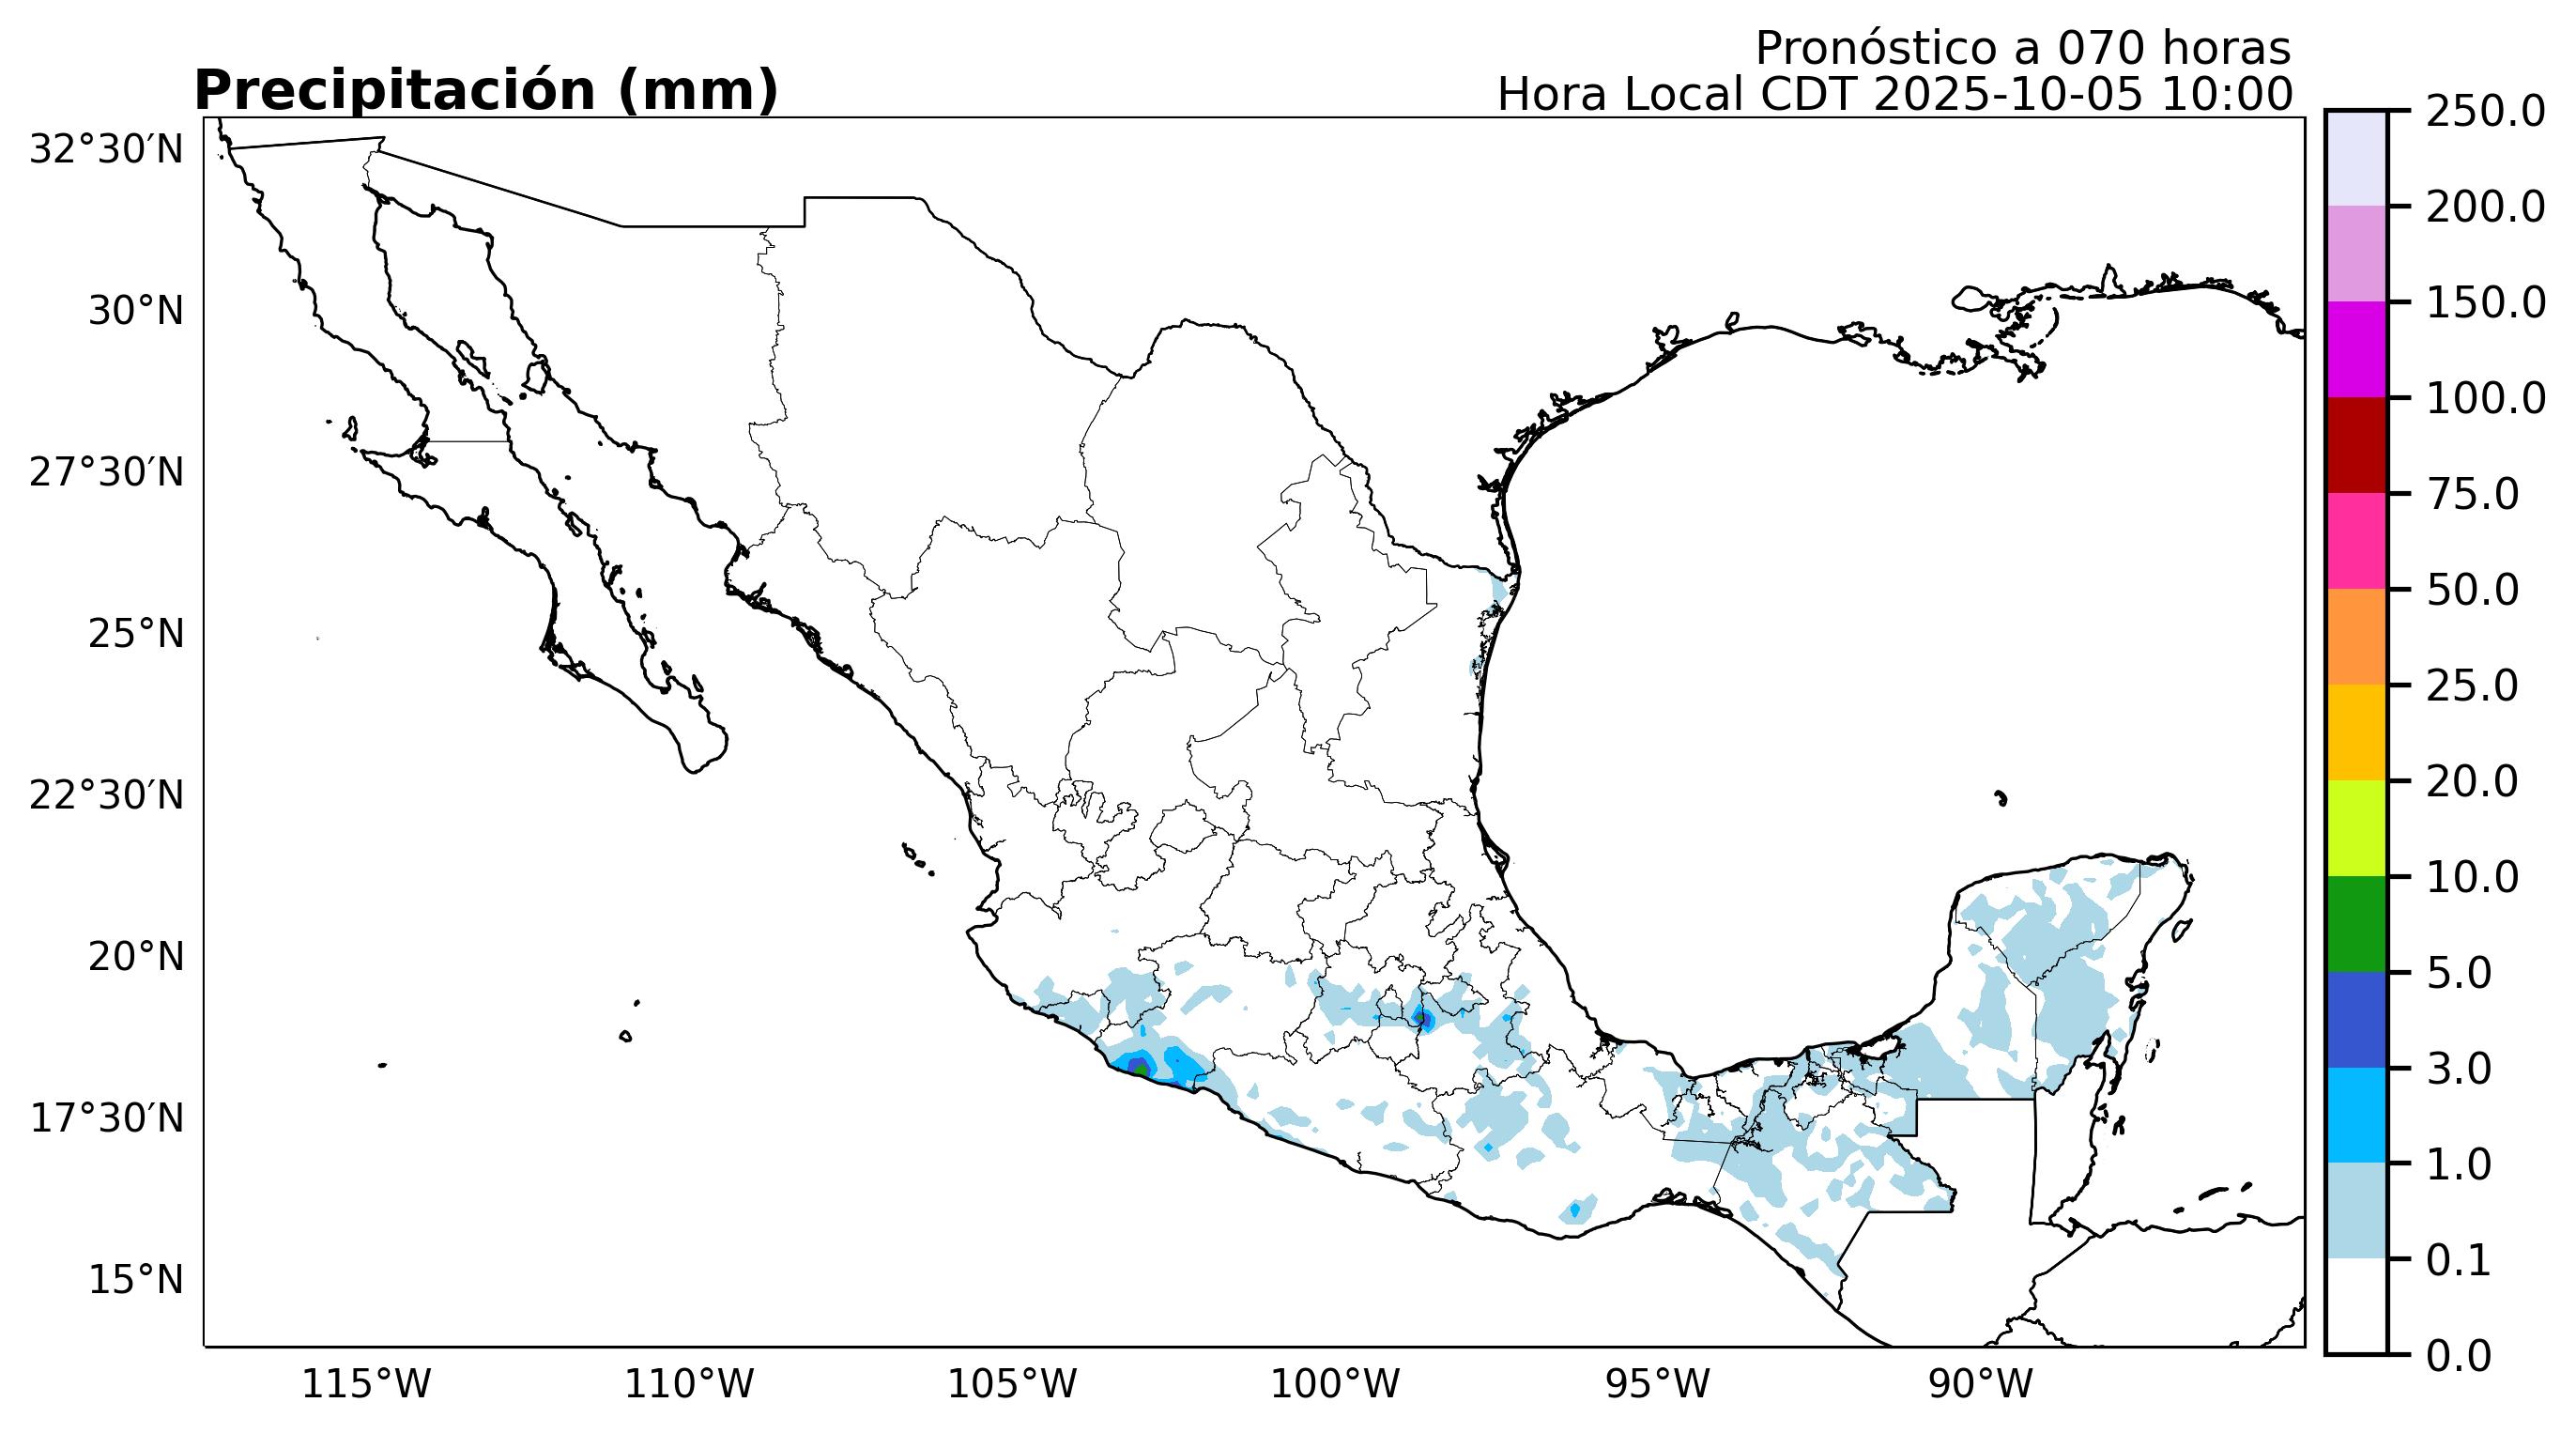 Pronóstico a 070 horas
Precipitación (mm)
Hora Local CDT 2025-10-05 10:00
32°30′N
30°N
27°30′N
25°N
22°30′N
20°N
17°30′N
15°N
115°W
110°W
105°W
100°W
95°W
90°W
250.0
200.0
150.0
100.0
75.0
50.0
25.0
20.0
10.0
5.0
3.0
1.0
0.1
0.0